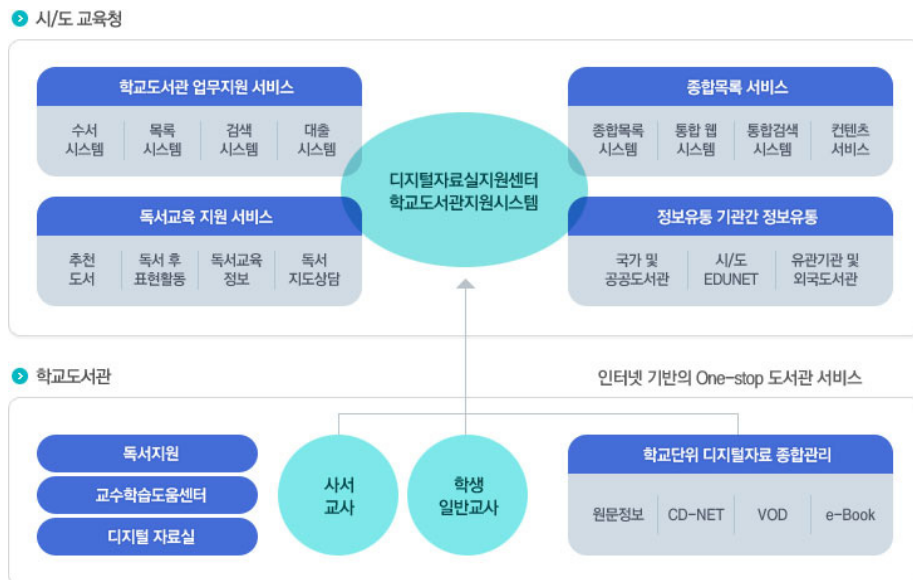 시/도 교육청
학교도서관 업무지원 서비스
수서
시스템
목록
시스템
검색
시스템
대출
시스템
종합목록 서비스
종합목록
시스템
통합 웹
시스템
통합검색
시스템
컨텐츠
서비스
디지털자료실지원센터
학교도서관지원시스템
독서교육 지원 서비스
추천
도서
독서 후
표현활동
독서교육
정보
독서
지도상담
정보유통 기관간 정보유통
국가 및
공공도서관
시/도
EDUNET
유관기관 및
외국도서관
학교도서관
인터넷 기반의 One-stop 도서관 서비스
독서지원
교수학습도움센터
디지털 자료실
사서
교사
학생
일반교사
학교단위 디지털자료 종합관리
원문정보
CD-NET
VOD
e-Book